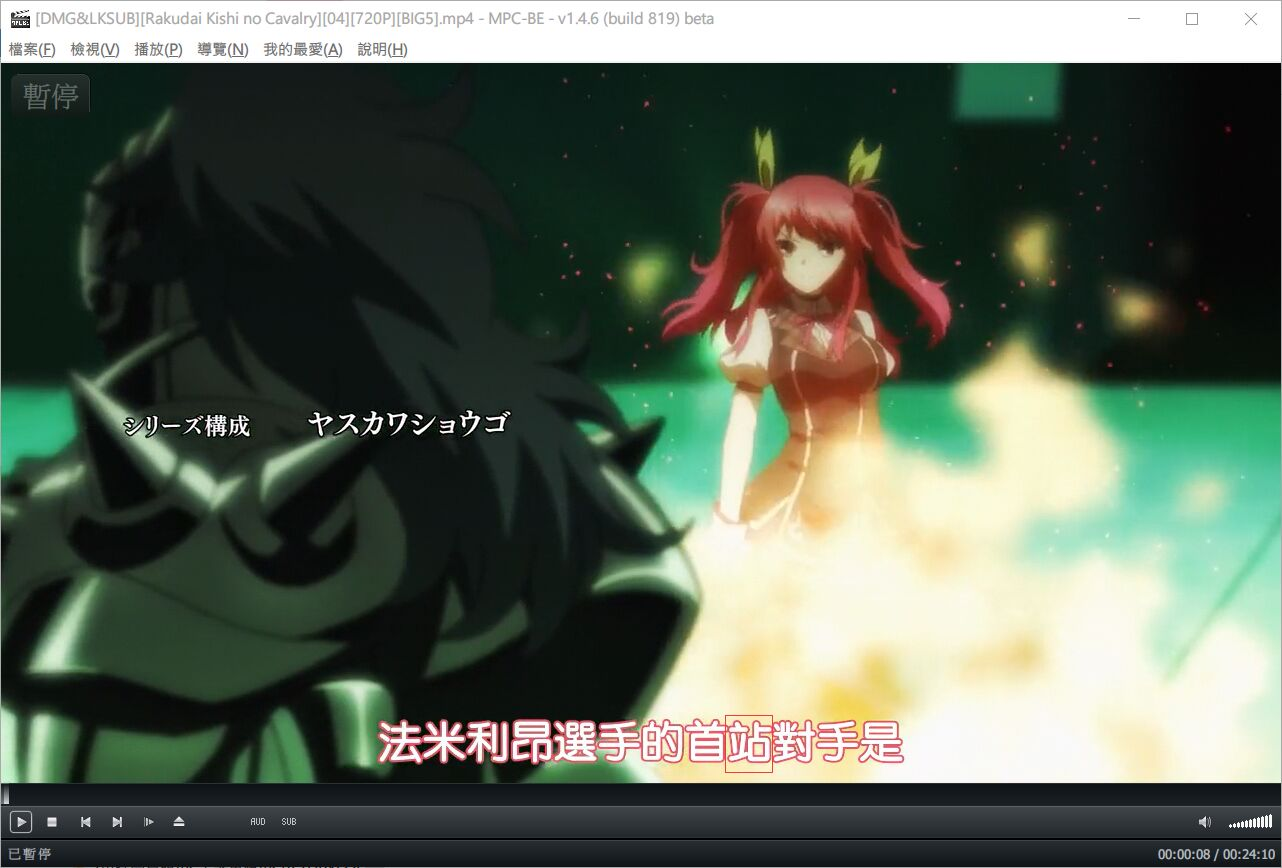 [DMG&LKSUB][Rakudai Kishi no Cavalry][04][720P][BIG5].mp4 - MPC-BE - v1.4.6 (build 819) beta
檔案(F) 檢視(V) 播放(P) 導覽(N) 我的最愛(A) 說明(H)
暫停
シリーズ構成 ヤスカワショウゴ
法米利昂選手的首站對手是
AUD SUB
已暫停 00:00:08 / 00:24:10